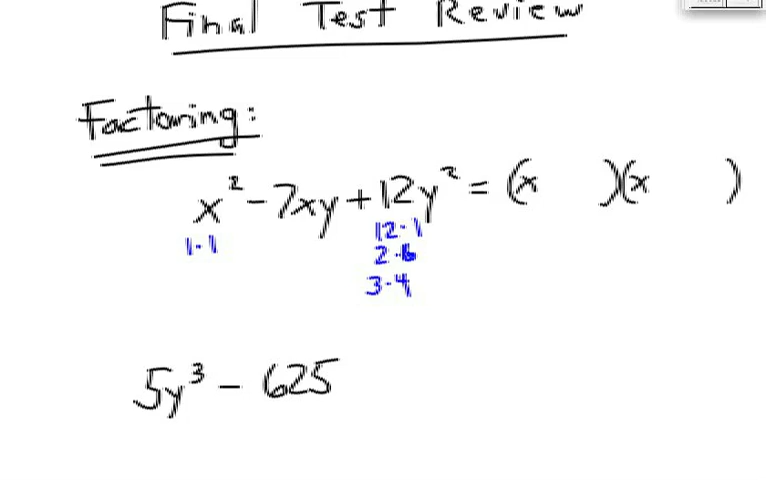 Final Test Review
Factoring:
x² - 7xy + 12y² = (x )(x )
1·1 12·1
2·6
3·4
5y³ - 625